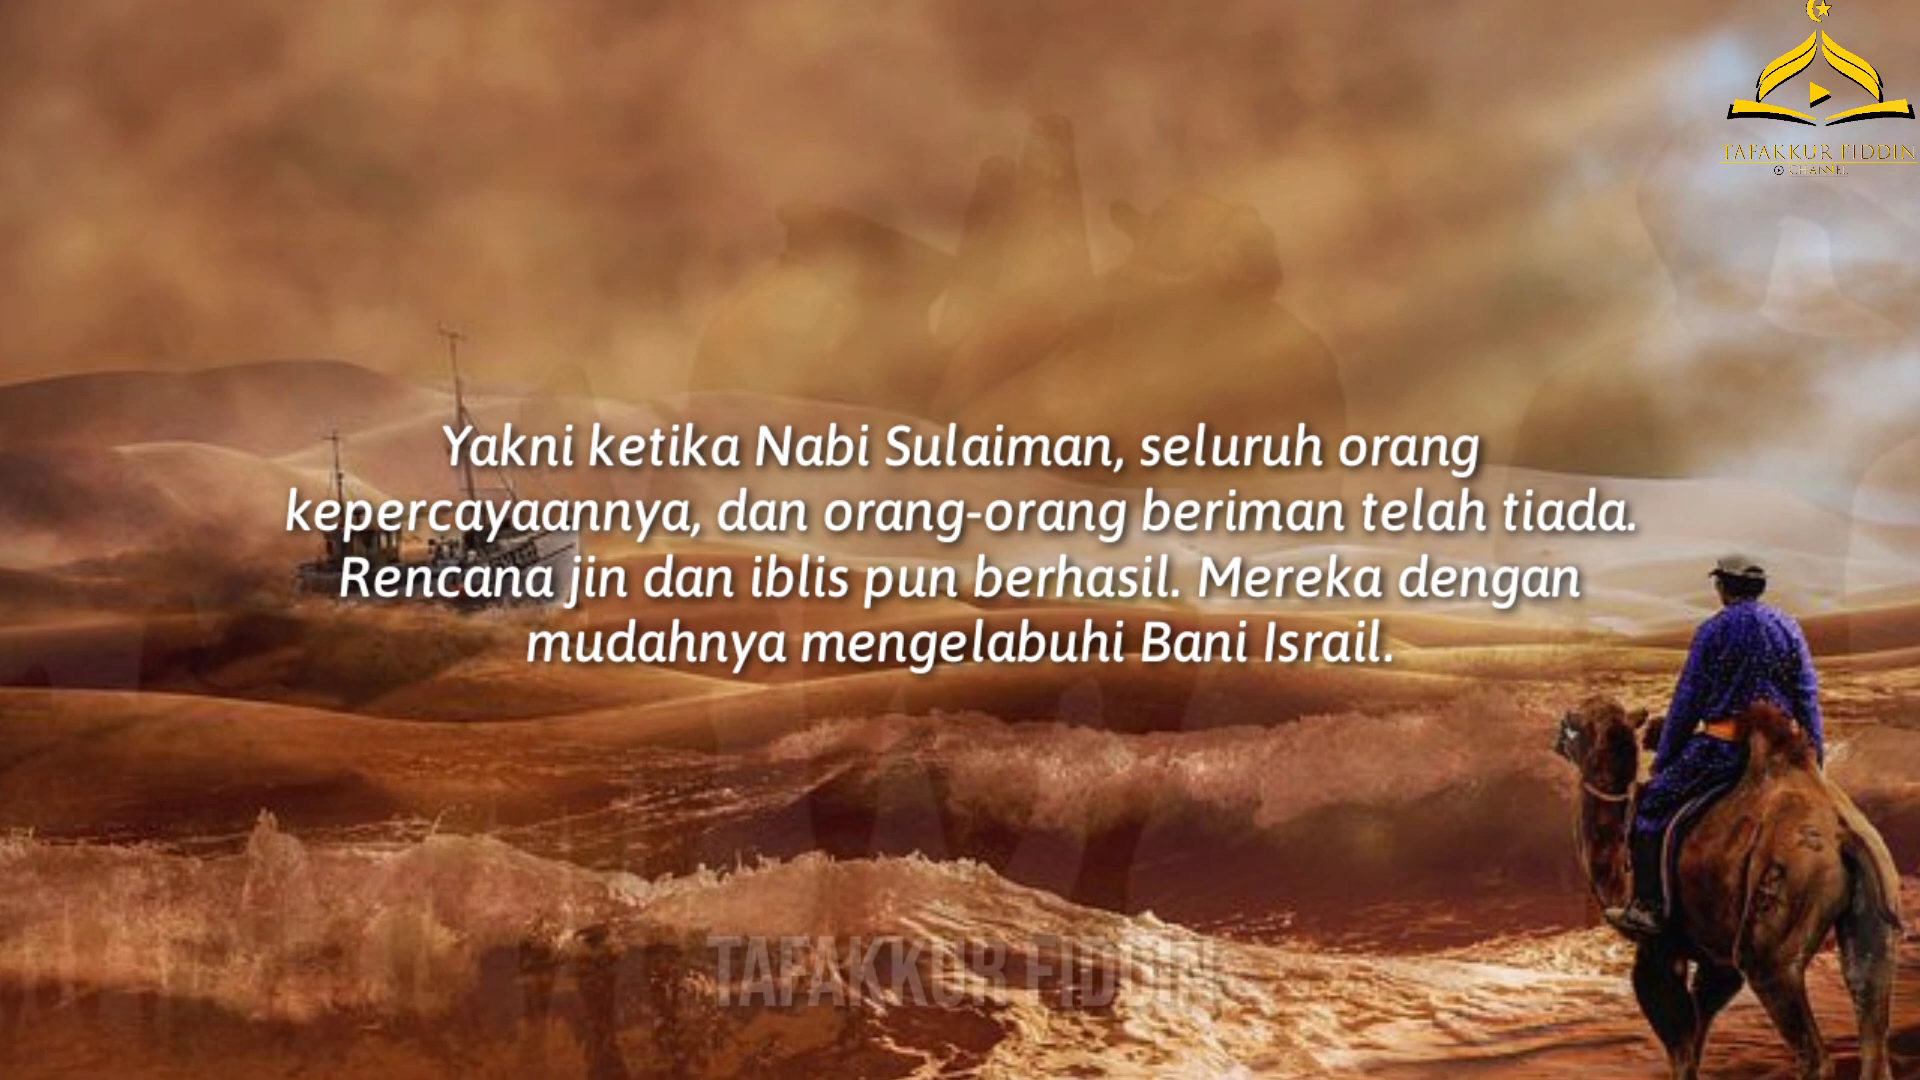 TAFAKKUR FIDDIN
CHANNEL
Yakni ketika Nabi Sulaiman, seluruh orang
kepercayaannya, dan orang-orang beriman telah tiada.
Rencana jin dan iblis pun berhasil. Mereka dengan
mudahnya mengelabuhi Bani Israil.
TAFAKKUR FIDDIN